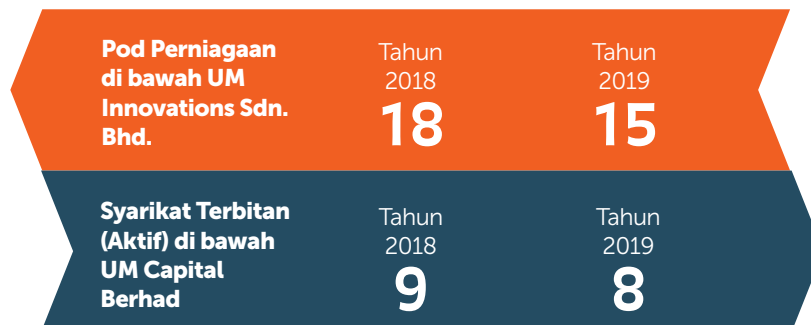 Pod Perniagaan
di bawah UM
Innovations Sdn.
Bhd.
Tahun
2018
18
Tahun
2019
15
Syarikat Terbitan
(Aktif) di bawah
UM Capital
Berhad
Tahun
2018
9
Tahun
2019
8